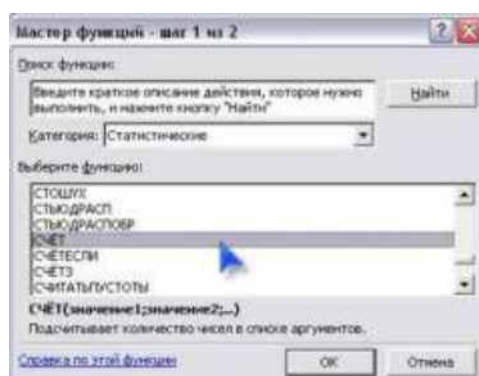 Мастер функций - шаг 1 из 2
Поиск функции:
Введите краткое описание действия, которое нужно
выполнить, и нажмите кнопку "Найти"
Найти
Категория: Статистические
Выберите функцию:
СТОШYX
СТЬЮДРАСП
СТЬЮДРАСПОБР
СЧЁТ
СЧЁТЕСЛИ
СЧЁТЗ
СЧИТАТЬПУСТОТЫ
СЧЁТ(значение1;значение2;...)
Подсчитывает количество чисел в списке аргументов.
Справка по этой функции
ОК
Отмена